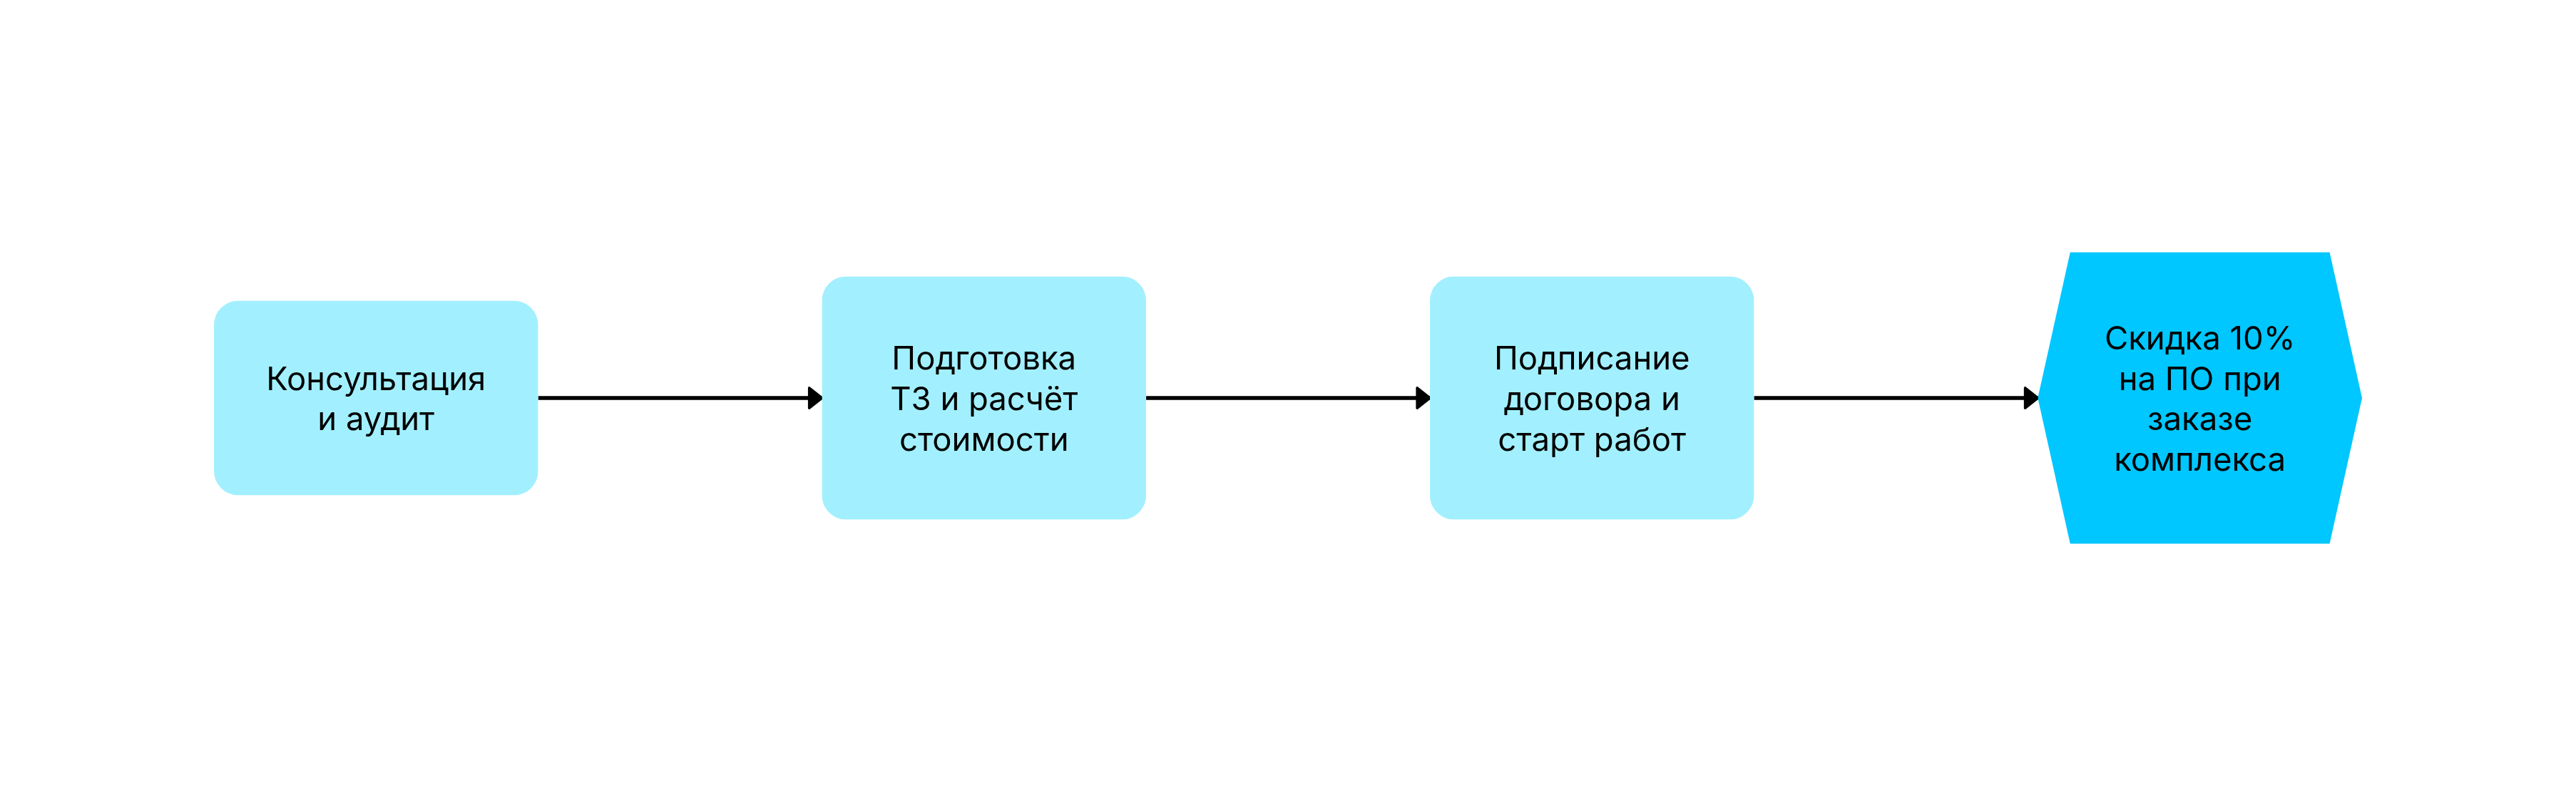 Консультация
и аудит
Подготовка
ТЗ и расчёт
стоимости
Подписание
договора и
старт работ
Скидка 10%
на ПО при
заказе
комплекса